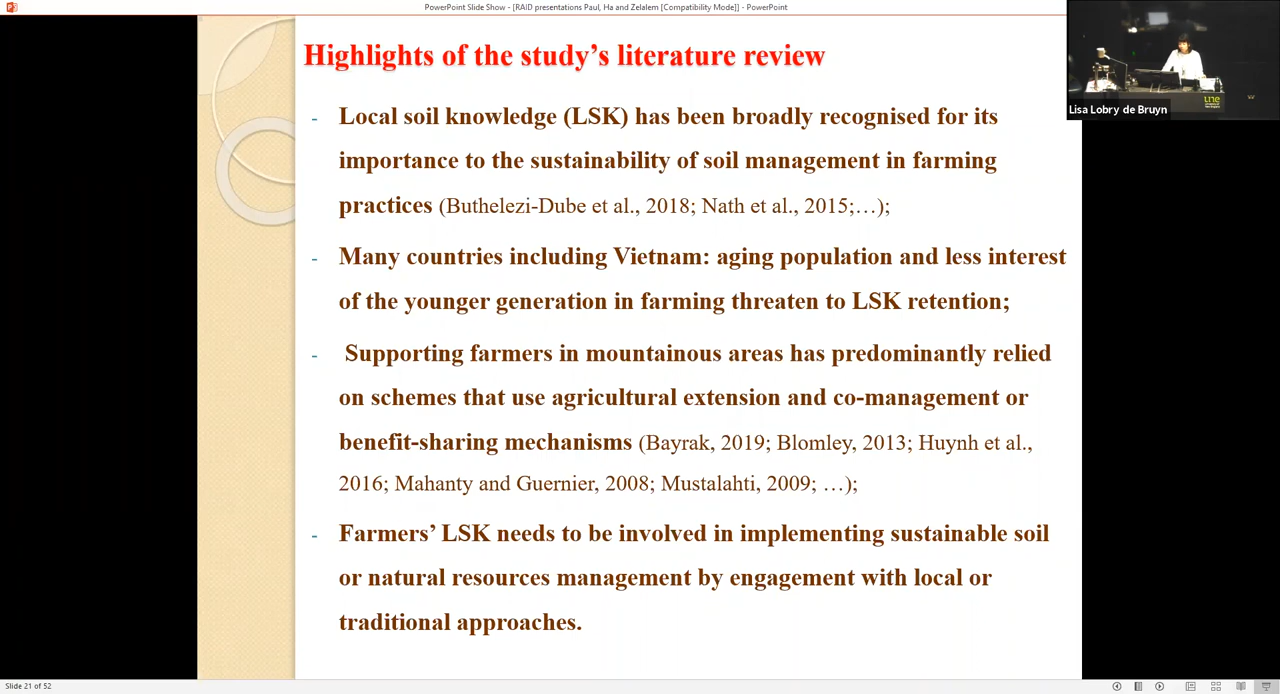 PowerPoint Slide Show - [RAID presentations Paul, Ha and Zelalem [Compatibility Mode]] - PowerPoint
Highlights of the study’s literature review
- Local soil knowledge (LSK) has been broadly recognised for its
importance to the sustainability of soil management in farming
practices (Buthelezi-Dube et al., 2018; Nath et al., 2015;…);
- Many countries including Vietnam: aging population and less interest
of the younger generation in farming threaten to LSK retention;
- Supporting farmers in mountainous areas has predominantly relied
on schemes that use agricultural extension and co-management or
benefit-sharing mechanisms (Bayrak, 2019; Blomley, 2013; Huynh et al.,
2016; Mahanty and Guernier, 2008; Mustalahti, 2009; …);
- Farmers’ LSK needs to be involved in implementing sustainable soil
or natural resources management by engagement with local or
traditional approaches.
une
Lisa Lobry de Bruyn
Slide 21 of 52